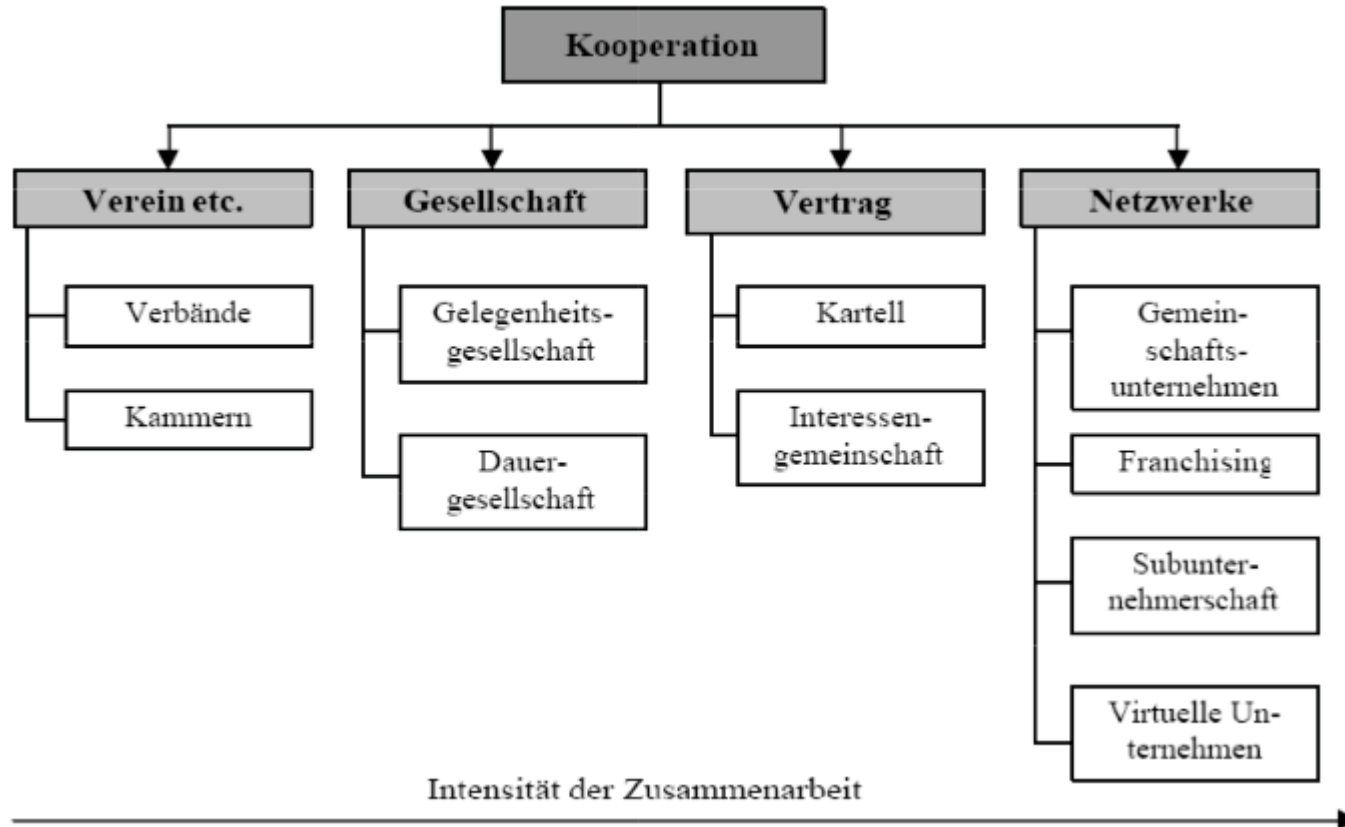 Kooperation
Verein etc.
Gesellschaft
Vertrag
Netzwerke
Verbände
Kammern
Gelegenheits-
gesellschaft
Dauer-
gesellschaft
Kartell
Interessen-
gemeinschaft
Gemein-
schafts-
unternehmen
Franchising
Subunter-
nehmerschaft
Virtuelle Un-
ternehmen
Intensität der Zusammenarbeit